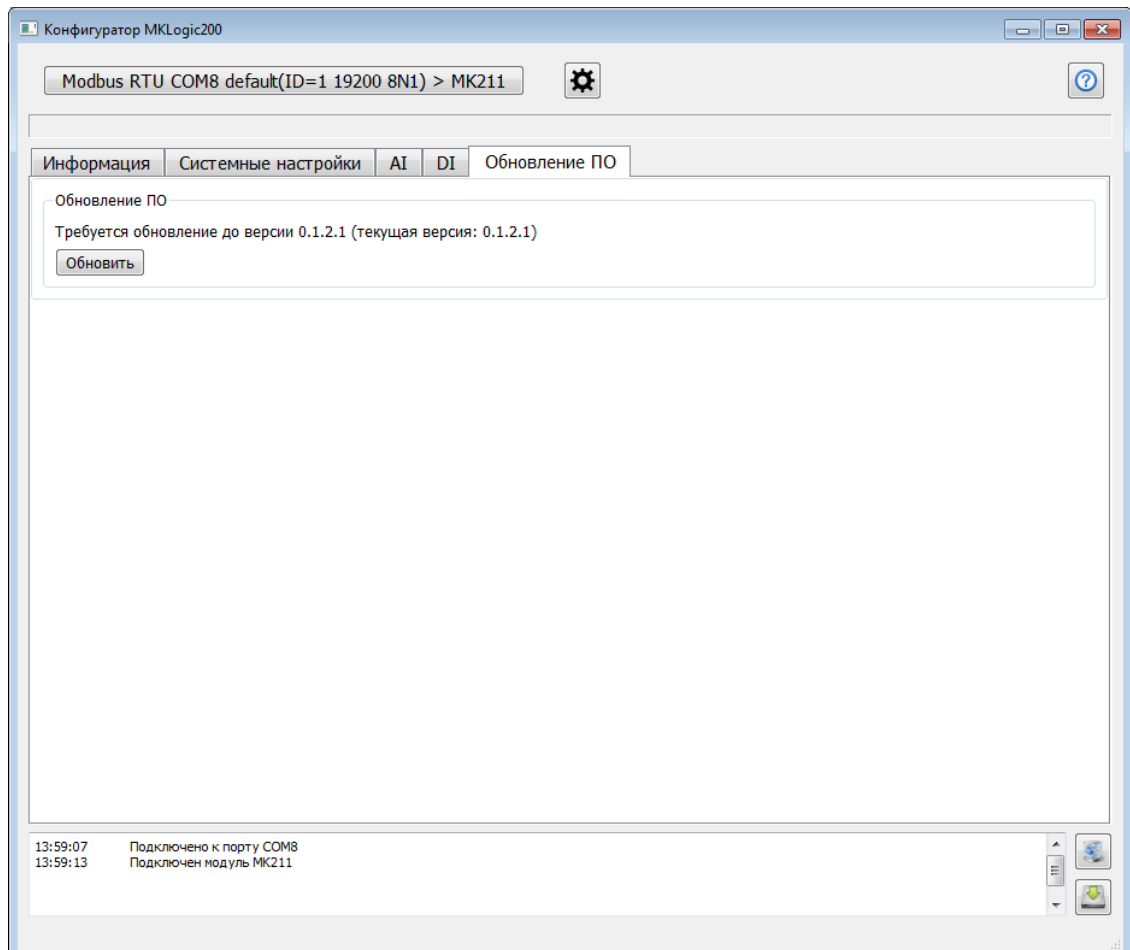 Конфигуратор MKLogic200
Modbus RTU COM8 default(ID=1 19200 8N1) > MK211
Информация Системные настройки AI DI Обновление ПО
Обновление ПО
Требуется обновление до версии 0.1.2.1 (текущая версия: 0.1.2.1)
Обновить
13:59:07 Подключено к порту COM8
13:59:13 Подключен модуль MK211